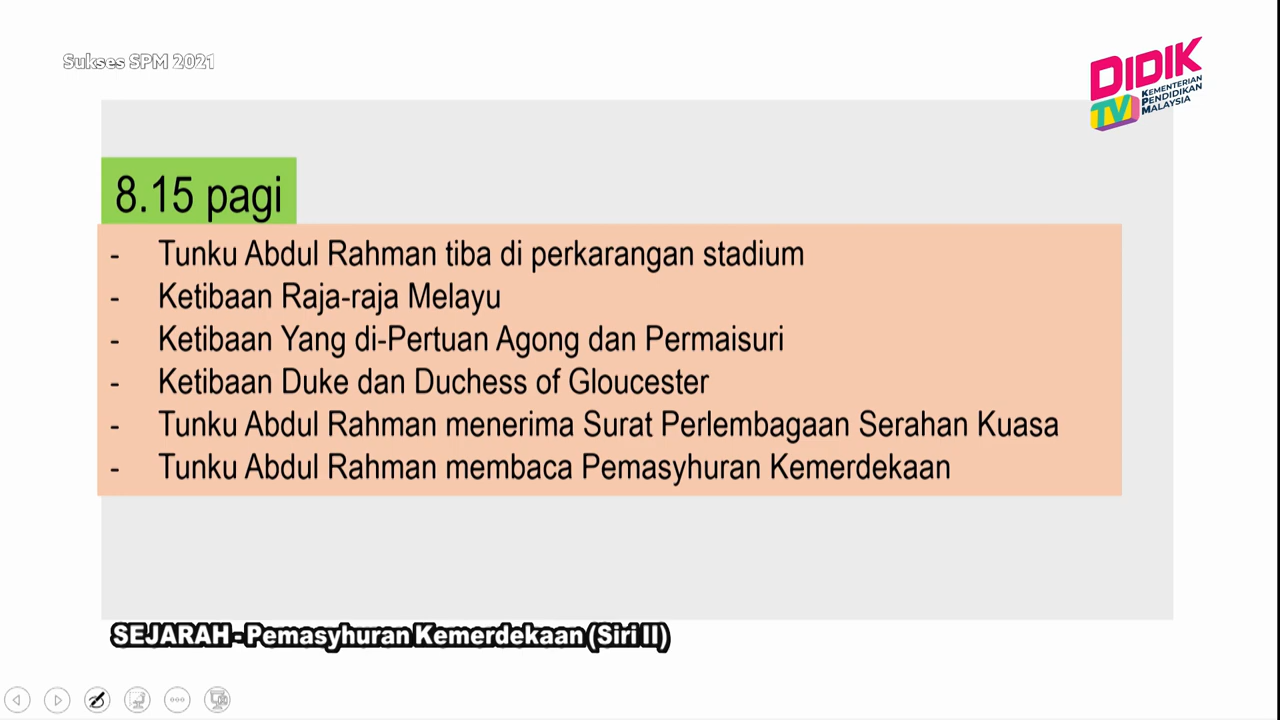 Sukses SPM 2021
DIDIK
TV
KEMENTERIAN
PENDIDIKAN
MALAYSIA
8.15 pagi
- Tunku Abdul Rahman tiba di perkarangan stadium
- Ketibaan Raja-raja Melayu
- Ketibaan Yang di-Pertuan Agong dan Permaisuri
- Ketibaan Duke dan Duchess of Gloucester
- Tunku Abdul Rahman menerima Surat Perlembagaan Serahan Kuasa
- Tunku Abdul Rahman membaca Pemasyhuran Kemerdekaan
SEJARAH - Pemasyhuran Kemerdekaan (Siri II)